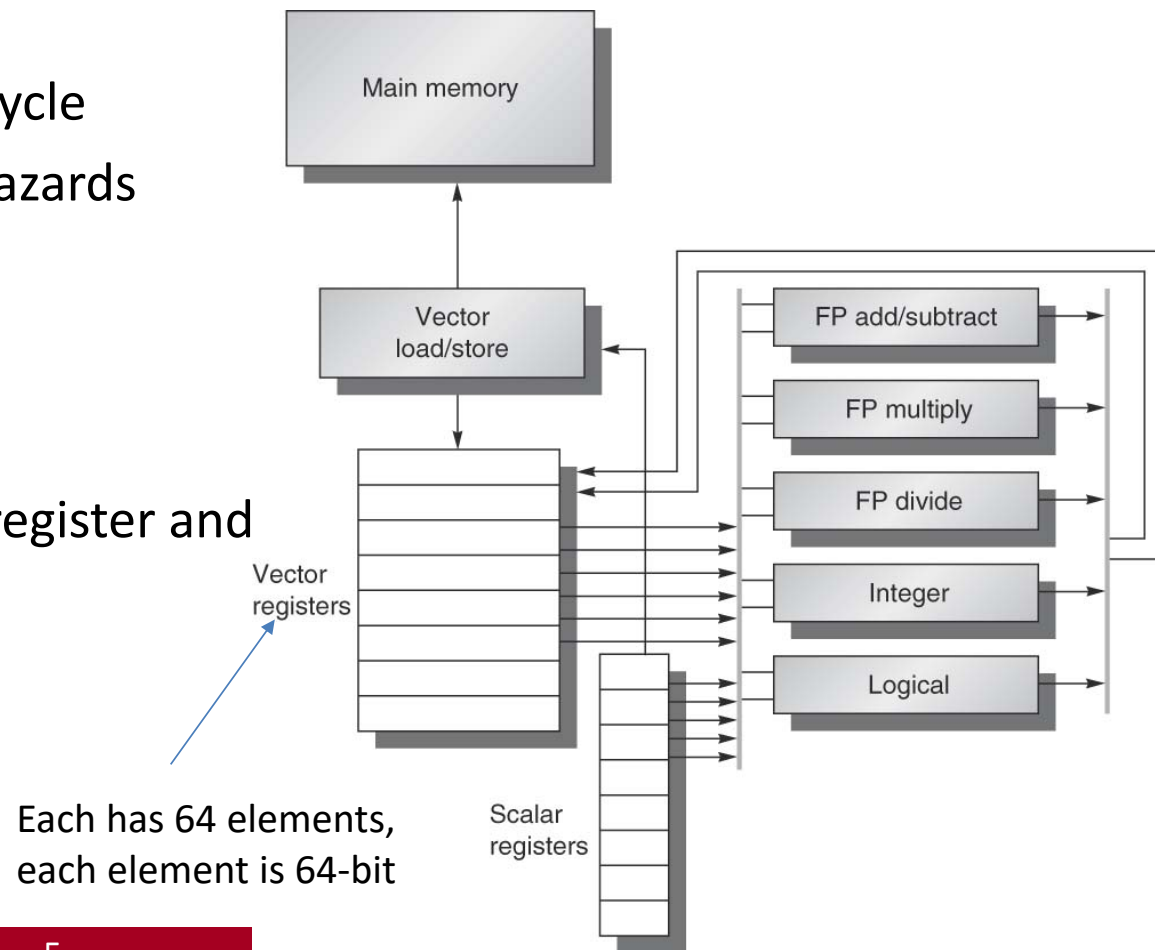 Main memory
ycle
azards
Vector
load/store
FP add/subtract
FP multiply
FP divide
Integer
Logical
register and
Vector
registers
Each has 64 elements,
each element is 64-bit
Scalar
registers